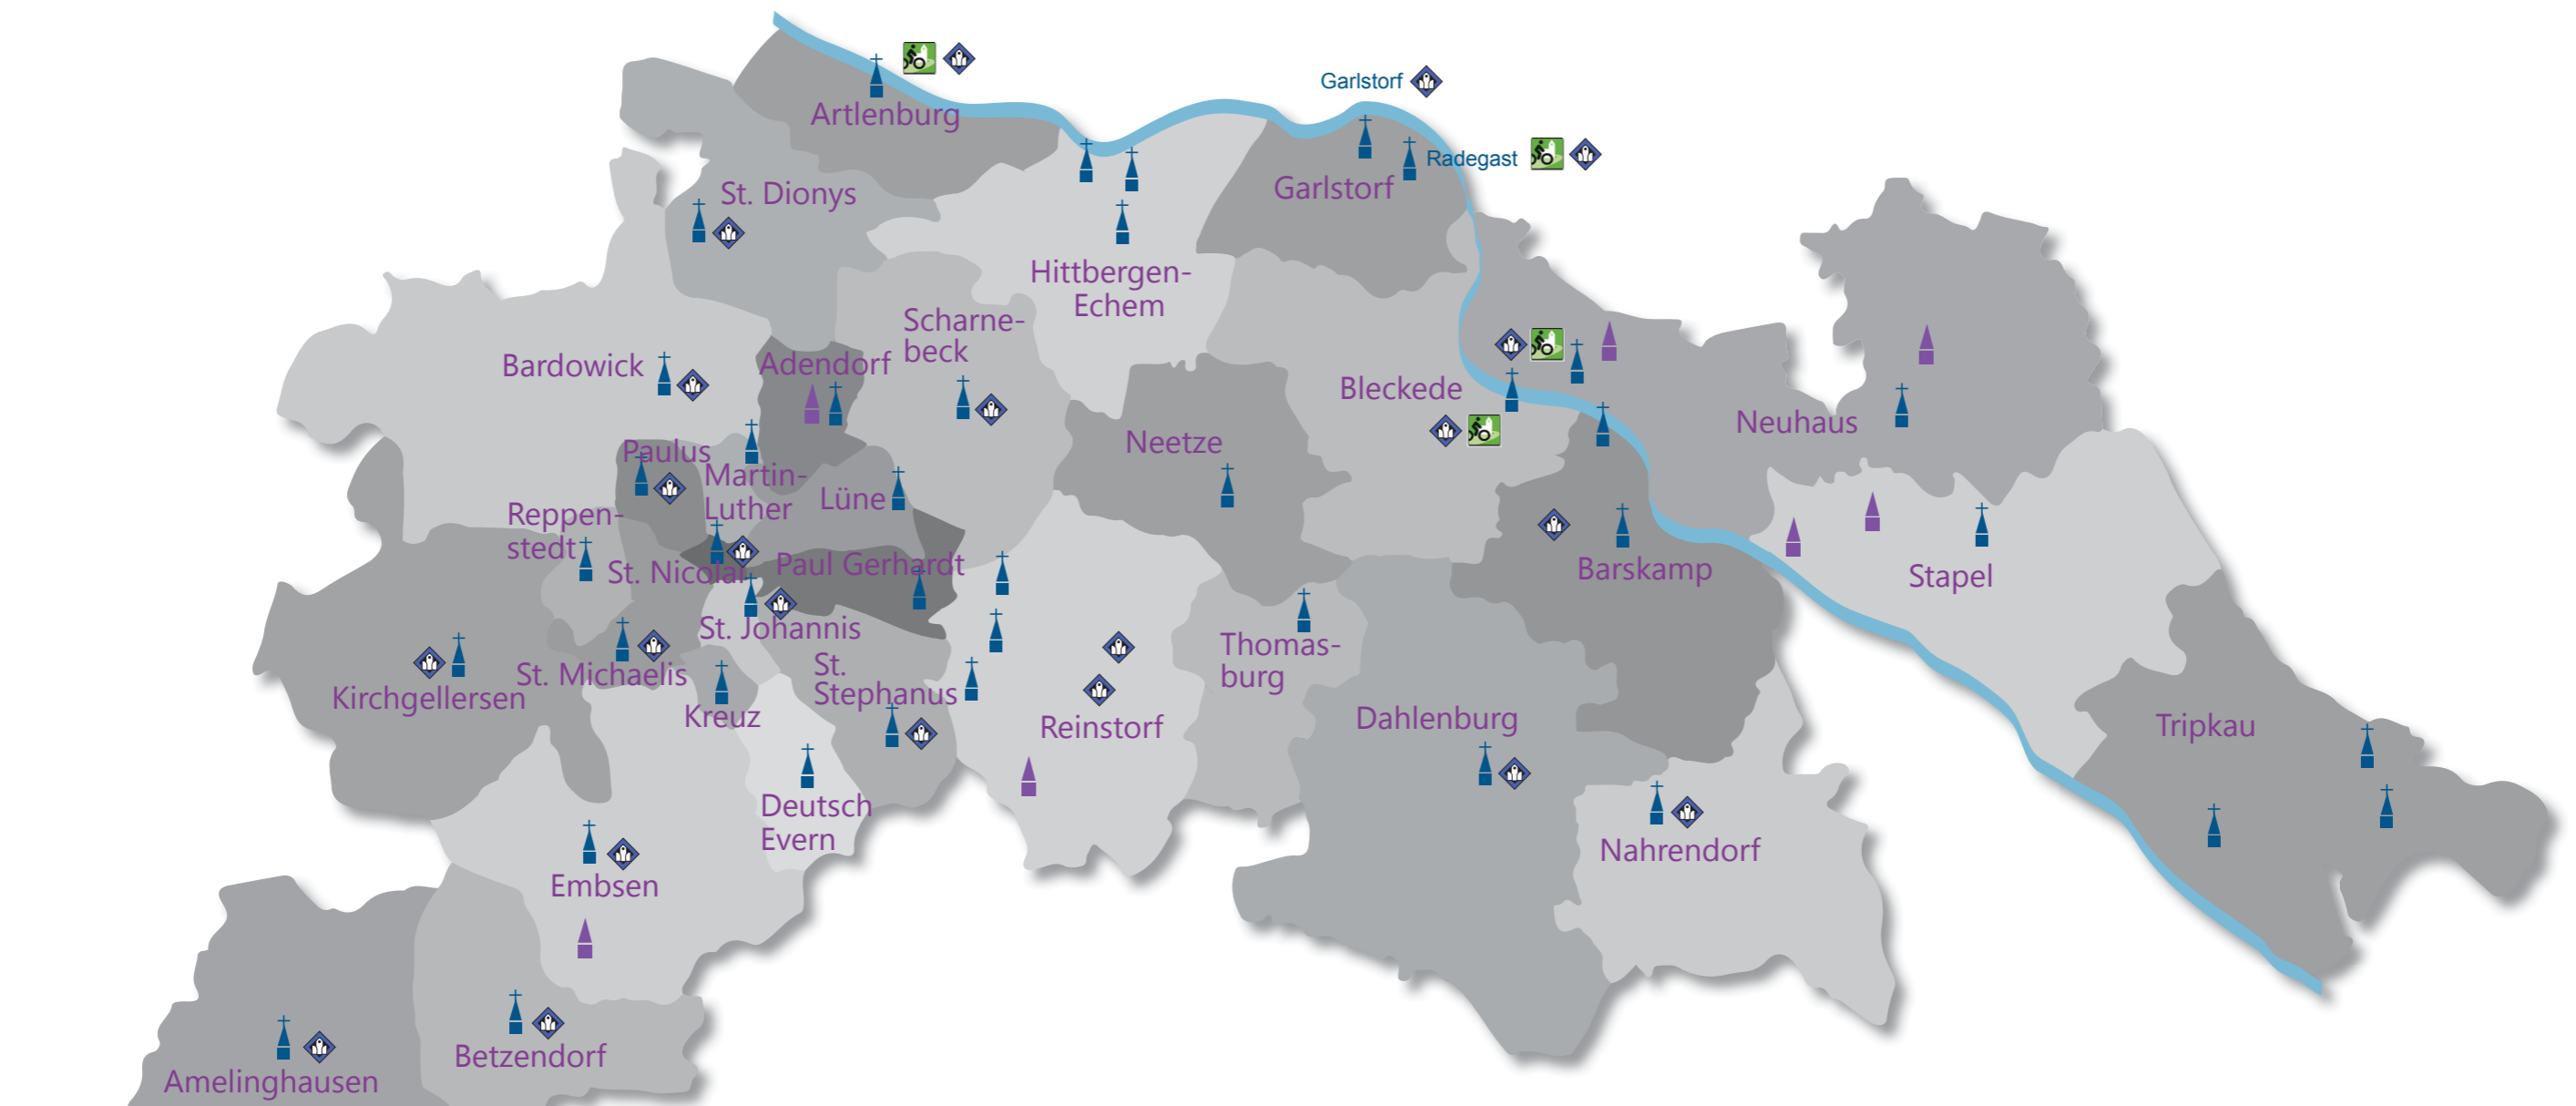 Garlstorf
Artlenburg
Radegast
Garlstorf
St. Dionys
Hittbergen-
Echem
Scharne-
beck
Bardowick
Adendorf
Bleckede
Neuhaus
Neetze
Paulus
Martin-
Luther
Lüne
Reppen-
stedt
St. Nicolai
Paul Gerhardt
Barskamp
Stapel
St. Johannis
Thomas-
burg
St. Michaelis
St.
Stephanus
Kirchgellersen
Kreuz
Reinstorf
Dahlenburg
Tripkau
Deutsch
Evern
Nahrendorf
Embsen
Betzendorf
Amelinghausen